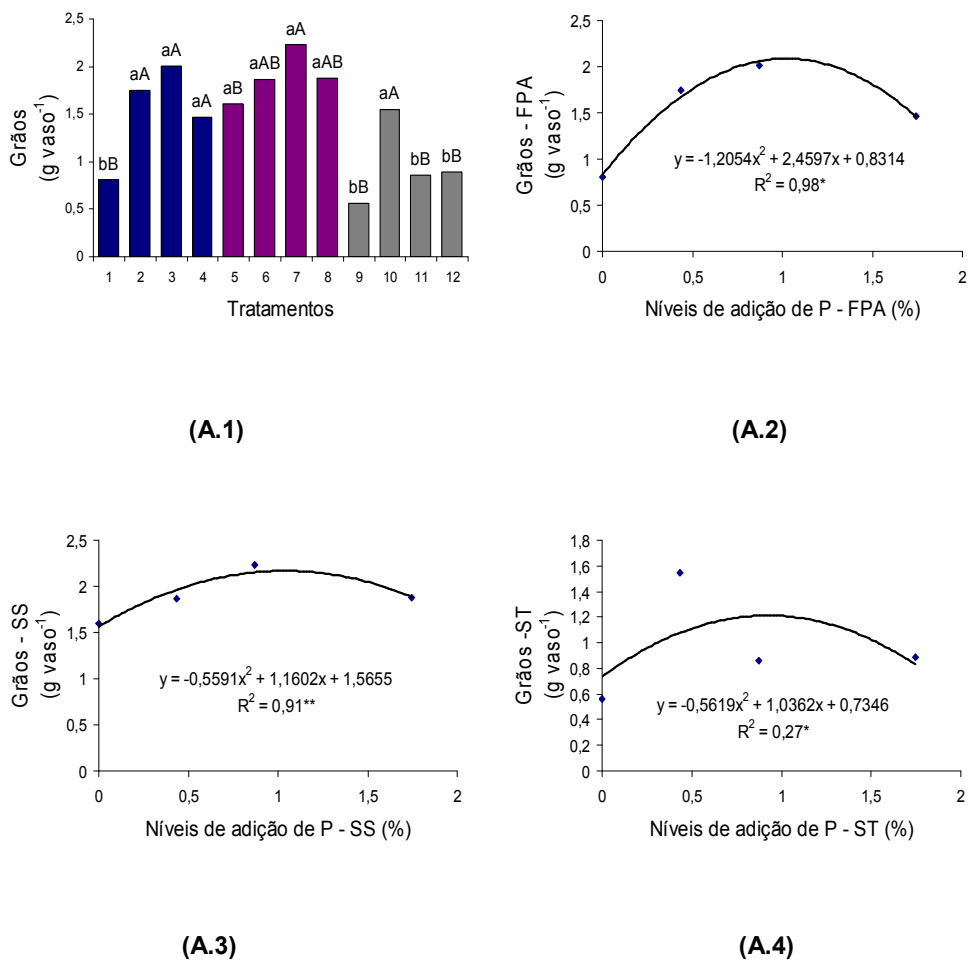 2,5
2
1,5
1
0,5
0
Grãos
(g vaso-1)
bB
aA
aA
aA
aB
aAB
aA
aAB
bB
aA
bB
bB
1 2 3 4 5 6 7 8 9 10 11 12
Tratamentos
(A.1)
2,5
2
1,5
1
0,5
0
Grãos - FPA
(g vaso-1)
y = -1,2054x2 + 2,4597x + 0,8314
R2 = 0,98*
0 0,5 1 1,5 2
Níveis de adição de P - FPA (%)
(A.2)
2,5
2
1,5
1
0,5
0
Grãos - SS
(g vaso-1)
y = -0,5591x2 + 1,1602x + 1,5655
R2 = 0,91**
0 0,5 1 1,5 2
Níveis de adição de P - SS (%)
(A.3)
1,8
1,6
1,4
1,2
1
0,8
0,6
0,4
0,2
0
Grãos -ST
(g vaso-1)
y = -0,5619x2 + 1,0362x + 0,7346
R2 = 0,27*
0 0,5 1 1,5 2
Níveis de adição de P - ST (%)
(A.4)